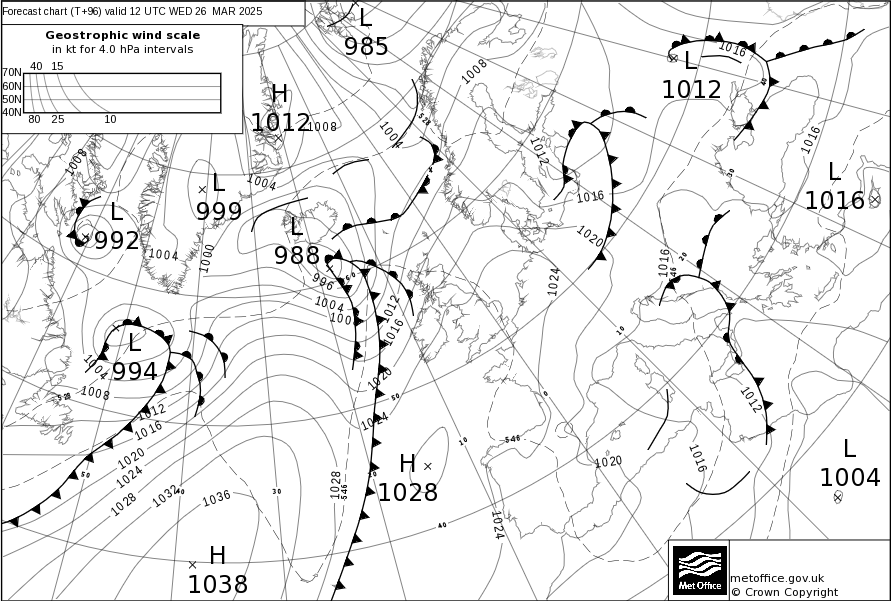 Forecast chart (T+96) valid 12 UTC WED 26 MAR 2025
Geostrophic wind scale
in kt for 4.0 hPa intervals
40 15
70N
60N
50N
40N
80 25 10
L
985
H
1012
1008
1008
1004
528
L
1012
1016
40
1012
1016
30
L
1016
1008
1004
L
999
L
992
1004
1000
L
988
1016
1020
1024
1016
546
20
996
1004
100
60
1012
1016
L
994
1004
1008
528
1012
1016
1020
1024
1028
1032
40
1036
50
30
1020
50
1024
10
0
10
546
1012
1020
1016
L
1004
H
1028
1028
546
20
40
1024
H
1038
Met Office
metoffice.gov.uk
© Crown Copyright